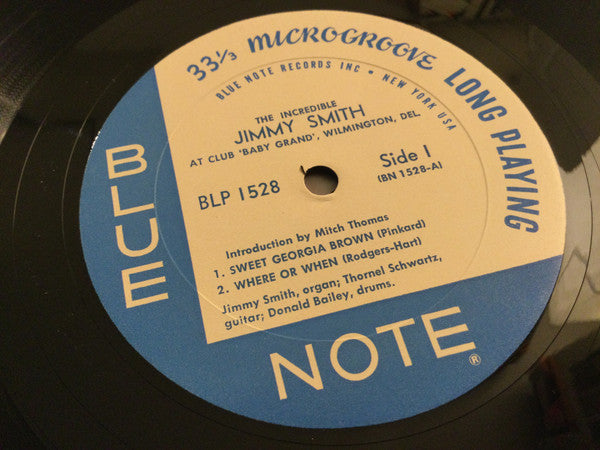 33⅓ MICROGROOVE LONG PLAYING
BLUE NOTE RECORDS INC • NEW YORK USA
THE INCREDIBLE
JIMMY SMITH
AT CLUB 'BABY GRAND', WILMINGTON, DEL.
BLP 1528
Side 1
(BN 1528-A)
Introduction by Mitch Thomas
1. SWEET GEORGIA BROWN (Pinkard)
2. WHERE OR WHEN (Rodgers-Hart)
Jimmy Smith, organ; Thornel Schwartz,
guitar; Donald Bailey, drums.
BLUE
NOTE®